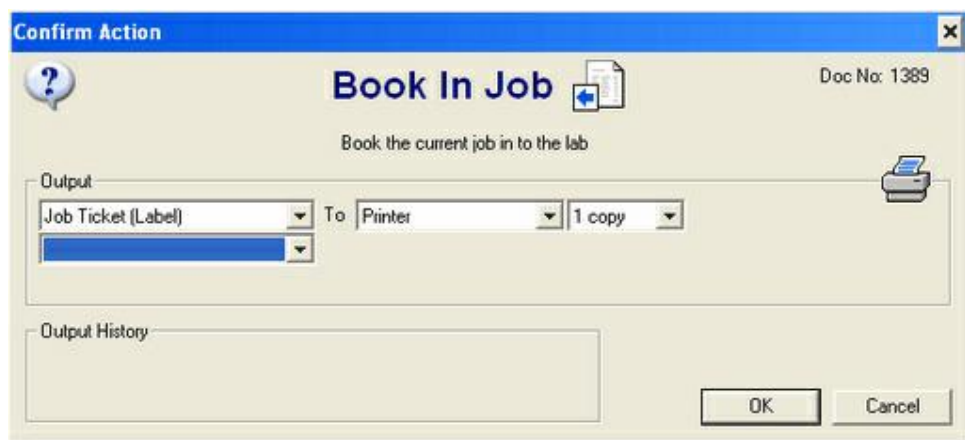 Confirm Action
Book In Job
Doc No: 1389
Book the current job in to the lab
Output
Job Ticket (Label) To Printer 1 copy
Output History
OK Cancel